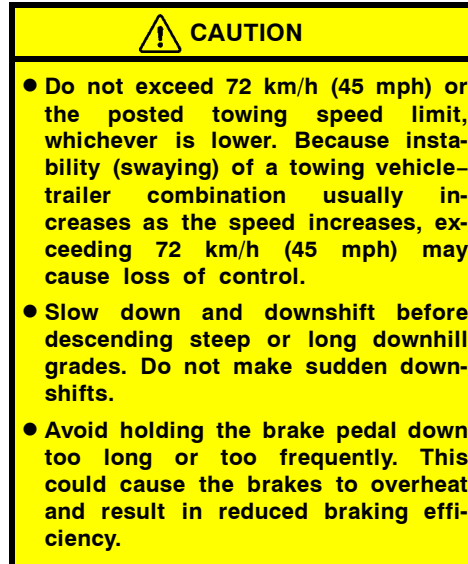 CAUTION
● Do not exceed 72 km/h (45 mph) or
the posted towing speed limit,
whichever is lower. Because insta-
bility (swaying) of a towing vehicle–
trailer combination usually in-
creases as the speed increases, ex-
ceeding 72 km/h (45 mph) may
cause loss of control.
● Slow down and downshift before
descending steep or long downhill
grades. Do not make sudden down-
shifts.
● Avoid holding the brake pedal down
too long or too frequently. This
could cause the brakes to overheat
and result in reduced braking effi-
ciency.